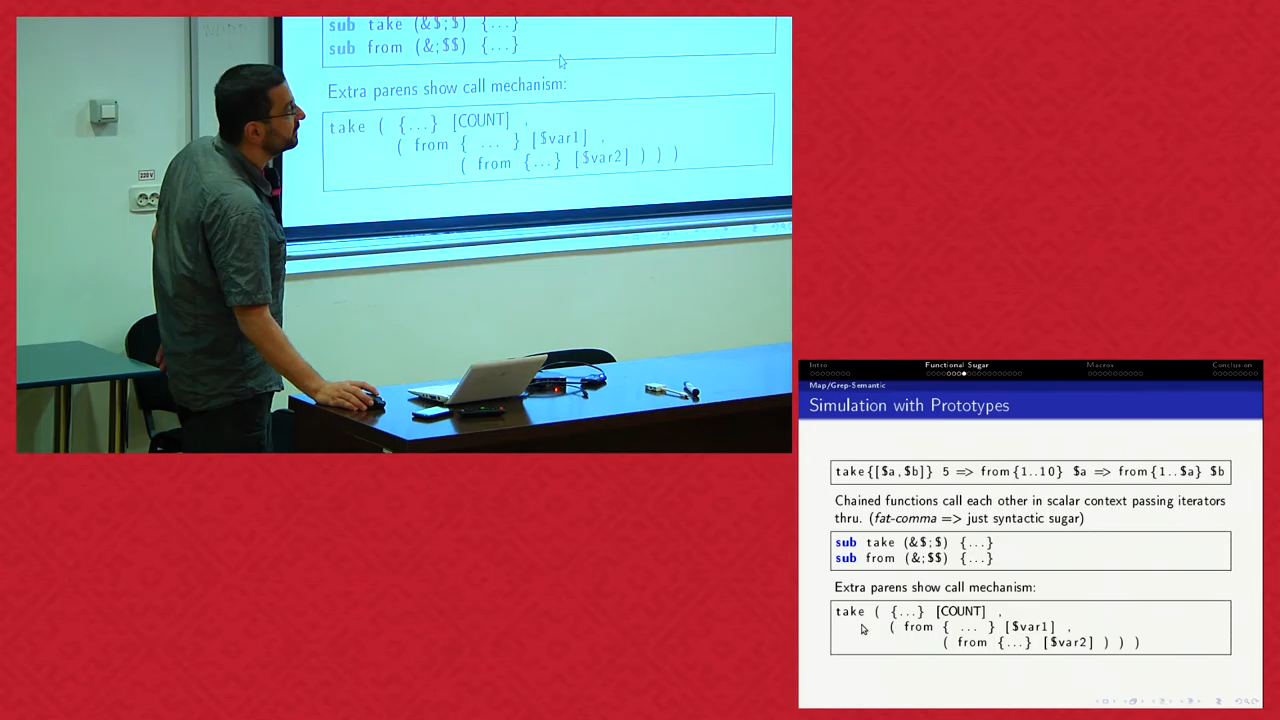 sub take (&$;$) {...}
sub from (&;$$) {...}
Extra parens show call mechanism:
take ( {...} [COUNT] ,
( from { ... } [$var1] ,
( from {...} [$var2] ) ) )
220 V
Intro Functional Sugar Macros Conclusion
Map/Grep-Semantic
Simulation with Prototypes
take{[$a,$b]} 5 => from{1..10} $a => from{1..$a} $b
Chained functions call each other in scalar context passing iterators
thru. (fat-comma => just syntactic sugar)
sub take (&$;$) {...}
sub from (&;$$) {...}
Extra parens show call mechanism:
take ( {...} [COUNT] ,
( from { ... } [$var1] ,
( from {...} [$var2] ) ) )